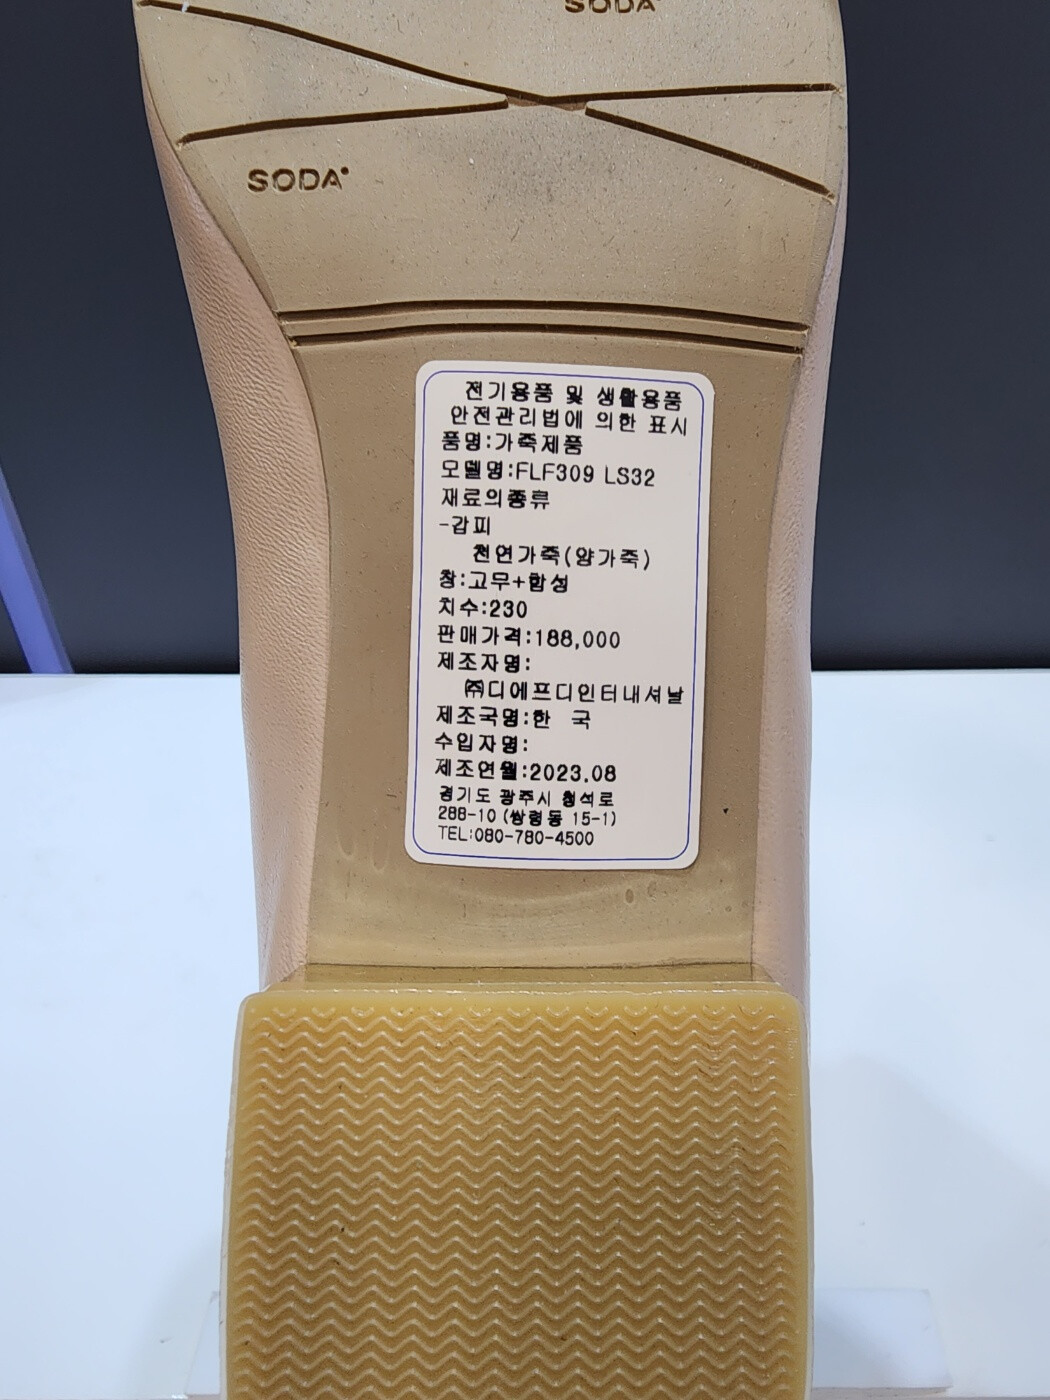 SODA
SODA
전기용품 및 생활용품
안전관리법에 의한 표시
품명:가죽제품
모델명:FLF309 LS32
재료의종류
-갑피
천연가죽(양가죽)
창:고무+합성
치수:230
판매가격:188,000
제조자명:
㈜디에프디인터내셔날
제조국명:한 국
수입자명:
제조연월:2023.08
경기도 광주시 청석로
288-10 (쌍령동 15-1)
TEL:080-780-4500